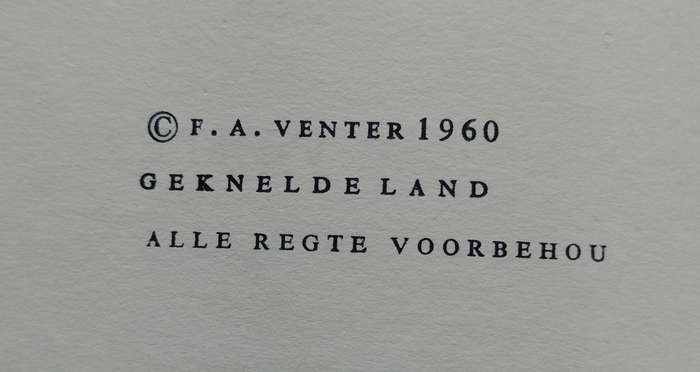 © F. A. VENTER 1960
GEKNELDE LAND
ALLE REGTE VOORBEHOU